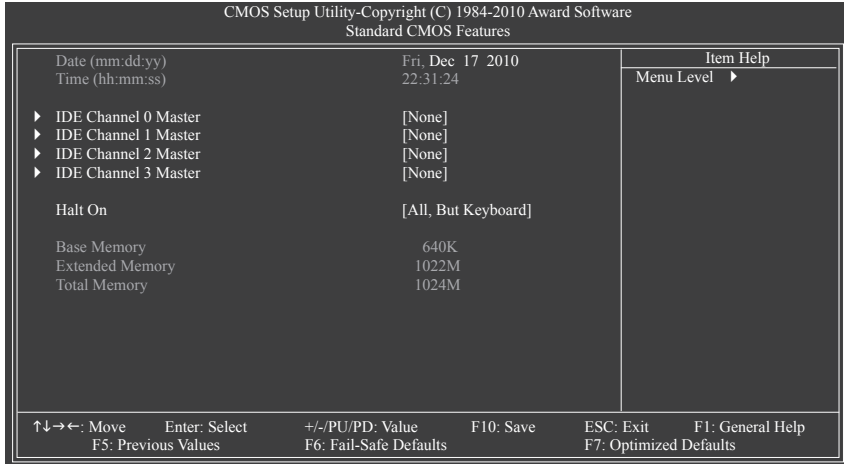 CMOS Setup Utility-Copyright (C) 1984-2010 Award Software
Standard CMOS Features
Date (mm:dd:yy) Fri, Dec 17 2010
Time (hh:mm:ss) 22:31:24
IDE Channel 0 Master [None]
IDE Channel 1 Master [None]
IDE Channel 2 Master [None]
IDE Channel 3 Master [None]
Halt On [All, But Keyboard]
Base Memory 640K
Extended Memory 1022M
Total Memory 1024M
Item Help
Menu Level
↑↓→←: Move Enter: Select +/-/PU/PD: Value F10: Save ESC: Exit F1: General Help
F5: Previous Values F6: Fail-Safe Defaults F7: Optimized Defaults